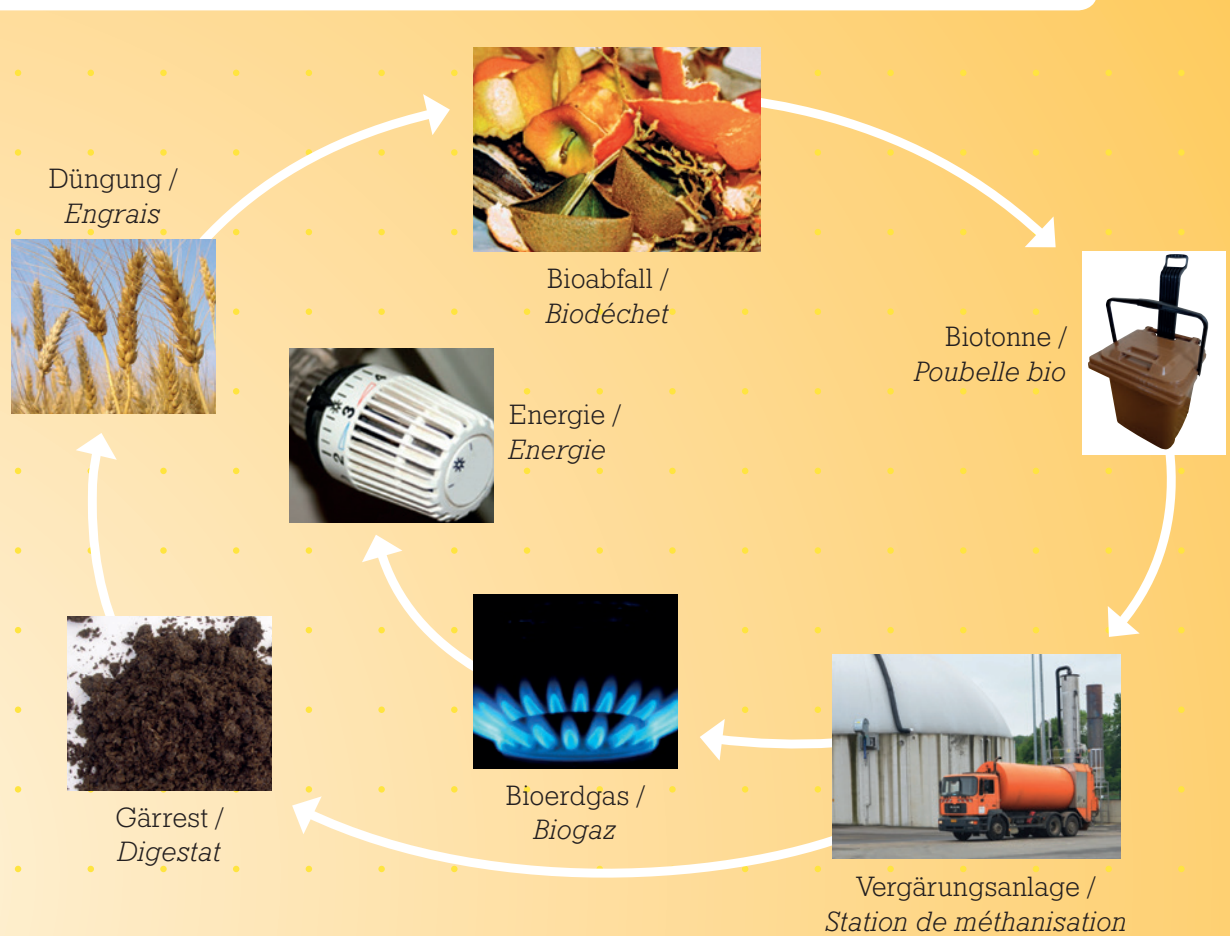 Düngung /
Engrais
Bioabfall /
Biodéchet
Biotonne /
Poubelle bio
Energie /
Energie
Gärrest /
Digestat
Bioerdgas /
Biogaz
Vergärungsanlage /
Station de méthanisation